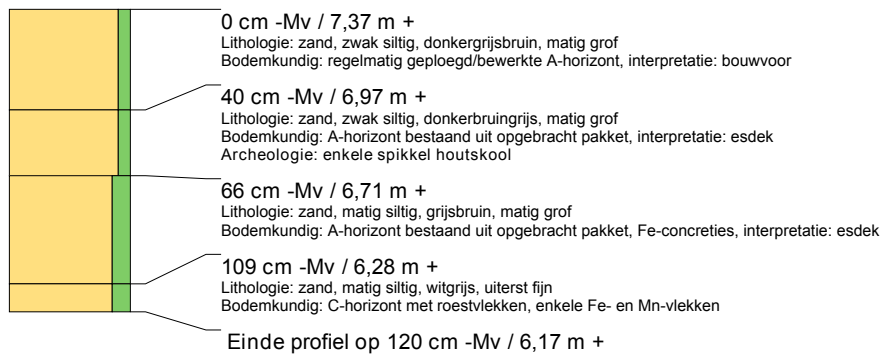 0 cm -Mv / 7,37 m +
Lithologie: zand, zwak siltig, donkergrijsbruin, matig grof
Bodemkundig: regelmatig geploegd/bewerkte A-horizont, interpretatie: bouwvoor
40 cm -Mv / 6,97 m +
Lithologie: zand, zwak siltig, donkerbruingrijs, matig grof
Bodemkundig: A-horizont bestaand uit opgebracht pakket, interpretatie: esdek
Archeologie: enkele spikkel houtskool
66 cm -Mv / 6,71 m +
Lithologie: zand, matig siltig, grijsbruin, matig grof
Bodemkundig: A-horizont bestaand uit opgebracht pakket, Fe-concreties, interpretatie: esdek
109 cm -Mv / 6,28 m +
Lithologie: zand, matig siltig, witgrijs, uiterst fijn
Bodemkundig: C-horizont met roestvlekken, enkele Fe- en Mn-vlekken
Einde profiel op 120 cm -Mv / 6,17 m +